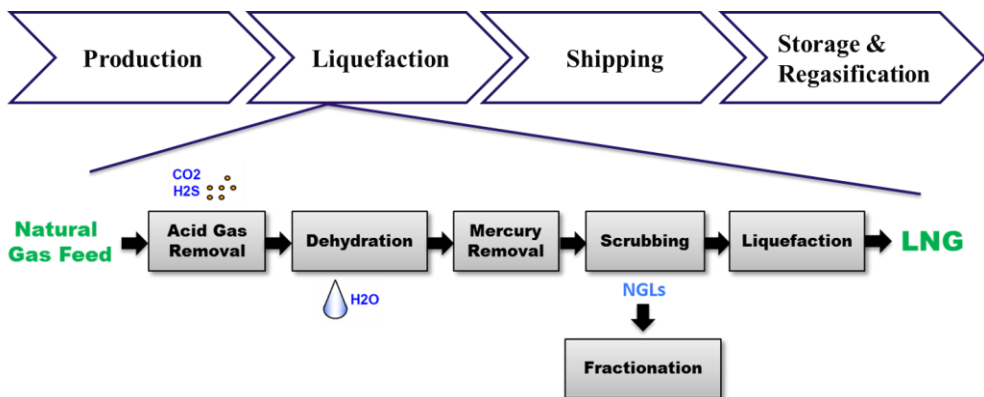 Production
Liquefaction
Shipping
Storage &
Regasification
CO2
H2S
Natural
Gas Feed
Acid Gas
Removal
Dehydration
Mercury
Removal
Scrubbing
Liquefaction
LNG
H2O
NGLs
Fractionation